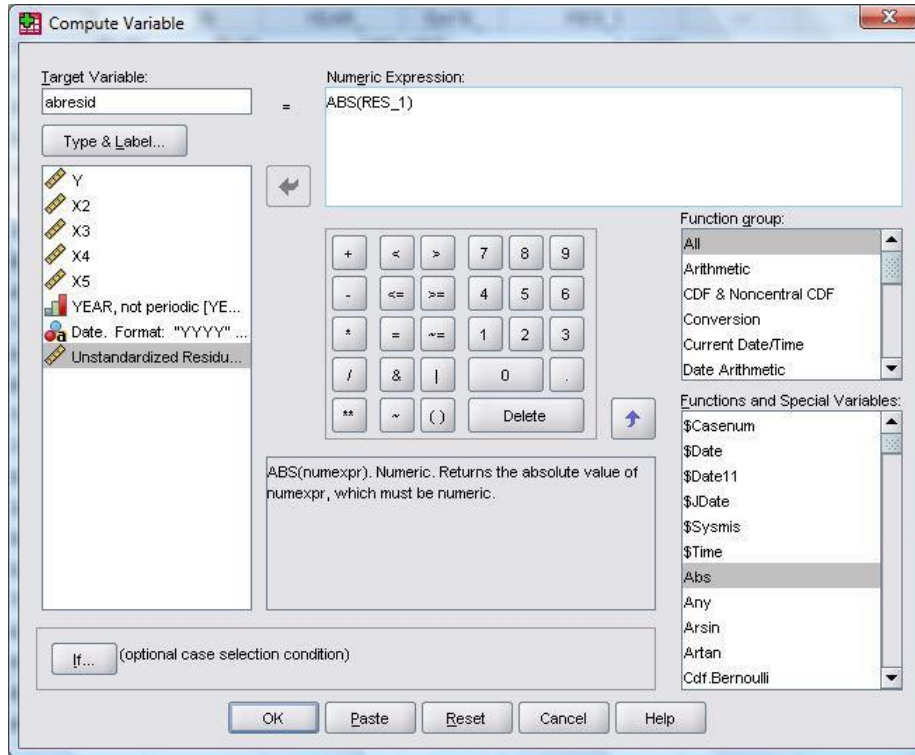 Compute Variable
Target Variable:
abresid
=
Numeric Expression:
ABS(RES_1)
Type & Label...
Y
X2
X3
X4
X5
YEAR, not periodic [YE...
Date. Format: "YYYY" ...
Unstandardized Residu...
+ < > 7 8 9
- <= >= 4 5 6
* = ~= 1 2 3
/ & | 0 .
** ~ ( ) Delete
ABS(numexpr). Numeric. Returns the absolute value of
numexpr, which must be numeric.
Function group:
All
Arithmetic
CDF & Noncentral CDF
Conversion
Current Date/Time
Date Arithmetic
Functions and Special Variables:
$Casenum
$Date
$Date11
$JDate
$Sysmis
$Time
Abs
Any
Arsin
Artan
Cdf.Bernoulli
If... (optional case selection condition)
OK Paste Reset Cancel Help